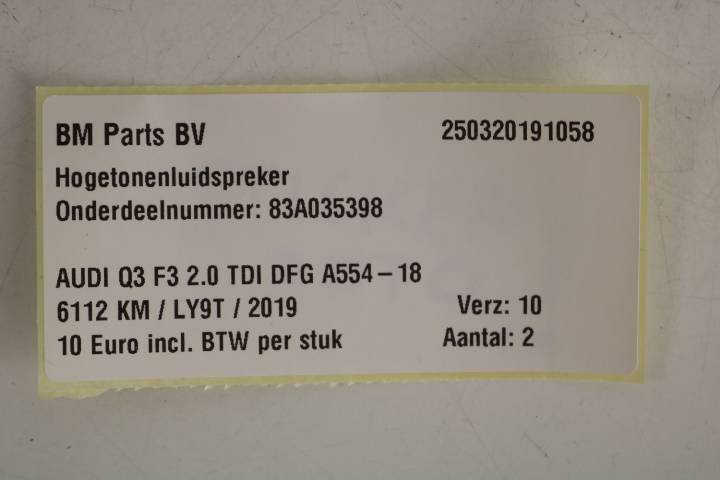 BM Parts BV 250320191058
Hogetonenluidspreker
Onderdeelnummer: 83A035398
AUDI Q3 F3 2.0 TDI DFG A554-18
6112 KM / LY9T / 2019 Verz: 10
10 Euro incl. BTW per stuk Aantal: 2